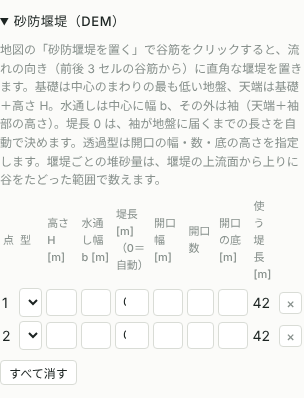 ▼ 砂防堰堤（DEM）
地図の「砂防堰堤を置く」で谷筋をクリックすると、流
れの向き（前後 3 セルの谷筋から）に直角な堰堤を置き
ます。基礎は中心のまわりの最も低い地盤、天端は基礎
＋高さ H。水通しは中心に幅 b、その外は袖（天端＋袖
部の高さ）。堤長 0 は、袖が地盤に届くまでの長さを自
動で決めます。透過型は開口の幅・数・底の高さを指定
します。堰堤ごとの堆砂量は、堰堤の上流面から上りに
谷をたどった範囲で数えます。
点 型 高さ H [m] 水通し幅 b [m] 堤長 [m] （0＝自動） 開口幅 [m] 開口数 開口の底 [m] 使う堤長 [m]
1 42 ×
2 42 ×
すべて消す